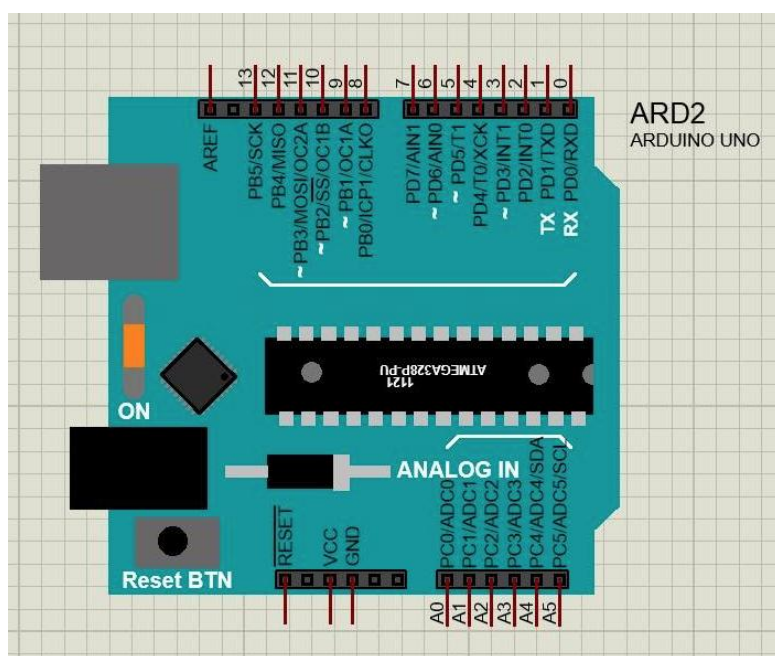 ARD2
ARDUINO UNO
13
12
11
10
9
8
7
6
5
4
3
2
1
0
AREF
PB5/SCK
PB4/MISO
~PB3/MOSI/OC2A
~PB2/SS/OC1B
~PB1/OC1A
PB0/ICP1/CLKO
PD7/AIN1
~PD6/AIN0
~PD5/T1
PD4/T0/XCK
~PD3/INT1
PD2/INT0
TX PD1/TXD
RX PD0/RXD
1121
ATMEGA328P-PU
ON
ANALOG IN
Reset BTN
RESET
VCC
GND
PC0/ADC0
PC1/ADC1
PC2/ADC2
PC3/ADC3
PC4/ADC4/SDA
PC5/ADC5/SCL
A0
A1
A2
A3
A4
A5